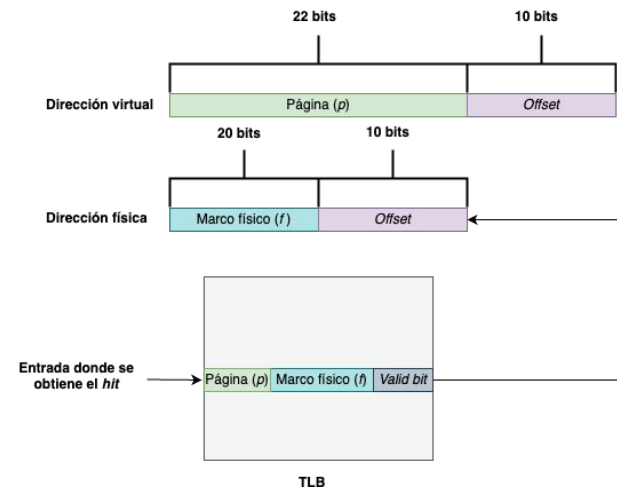 22 bits
10 bits
Dirección virtual
Página (p)
Offset
20 bits
10 bits
Dirección física
Marco físico (f )
Offset
Entrada donde se
obtiene el hit
Página (p)
Marco físico (f)
Valid bit
TLB